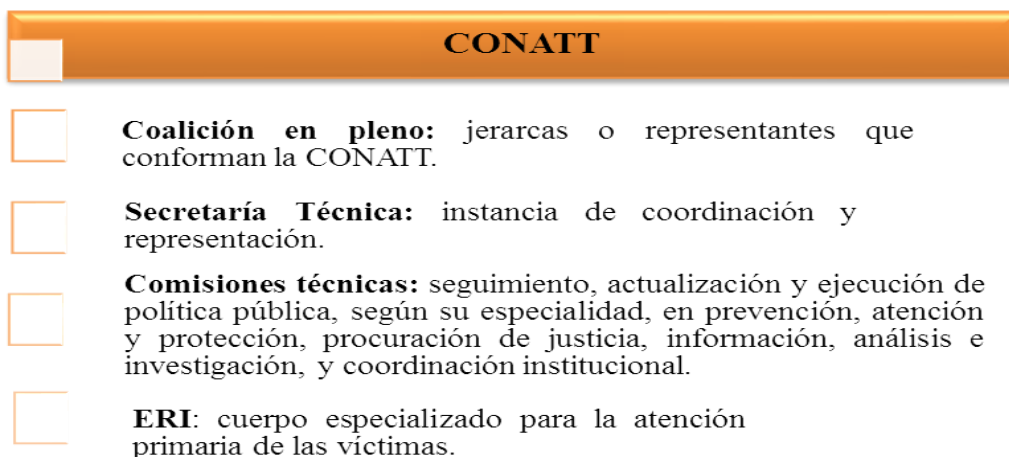 CONATT
Coalición en pleno: jerarcas o representantes que
conforman la CONATT.
Secretaría Técnica: instancia de coordinación y
representación.
Comisiones técnicas: seguimiento, actualización y ejecución de
política pública, según su especialidad, en prevención, atención
y protección, procuración de justicia, información, análisis e
investigación, y coordinación institucional.
ERI: cuerpo especializado para la atención
primaria de las víctimas.